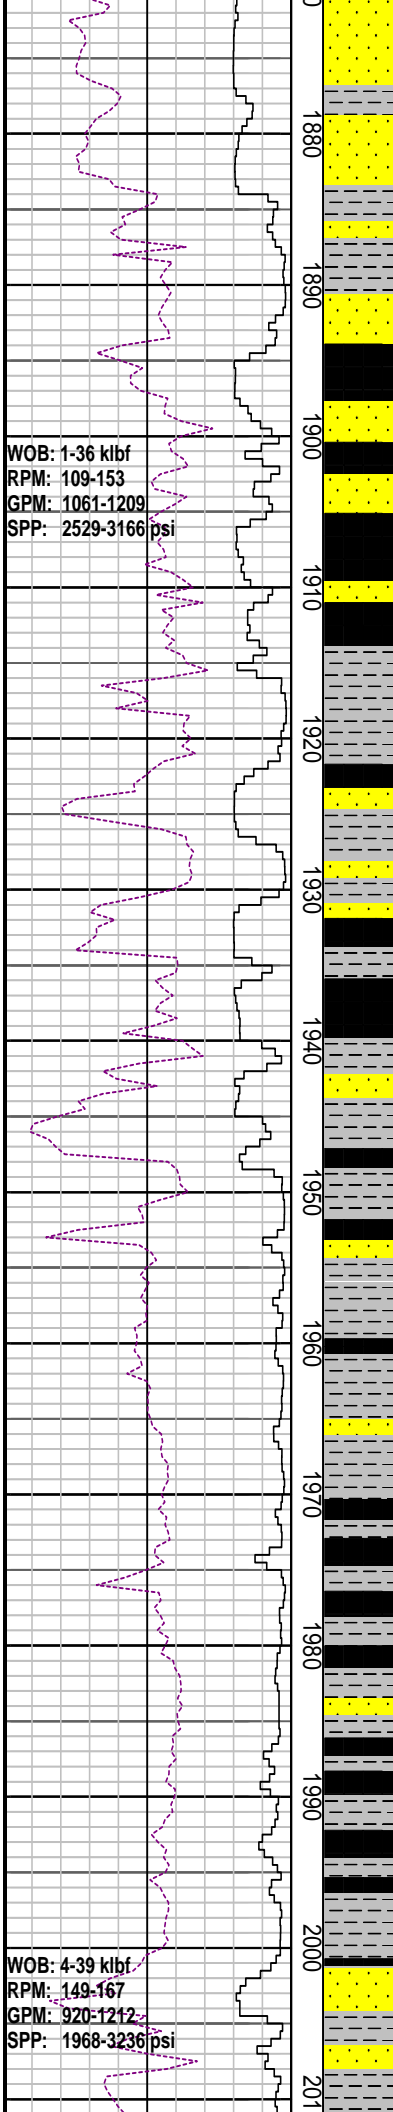 1880
1890
1900
WOB: 1-36 klbf
RPM: 109-153
GPM: 1061-1209
SPP: 2529-3166 psi
1910
1920
1930
1940
1950
1960
1970
1980
1990
2000
WOB: 4-39 klbf
RPM: 149-167
GPM: 920-1212
SPP: 1968-3236 psi
201